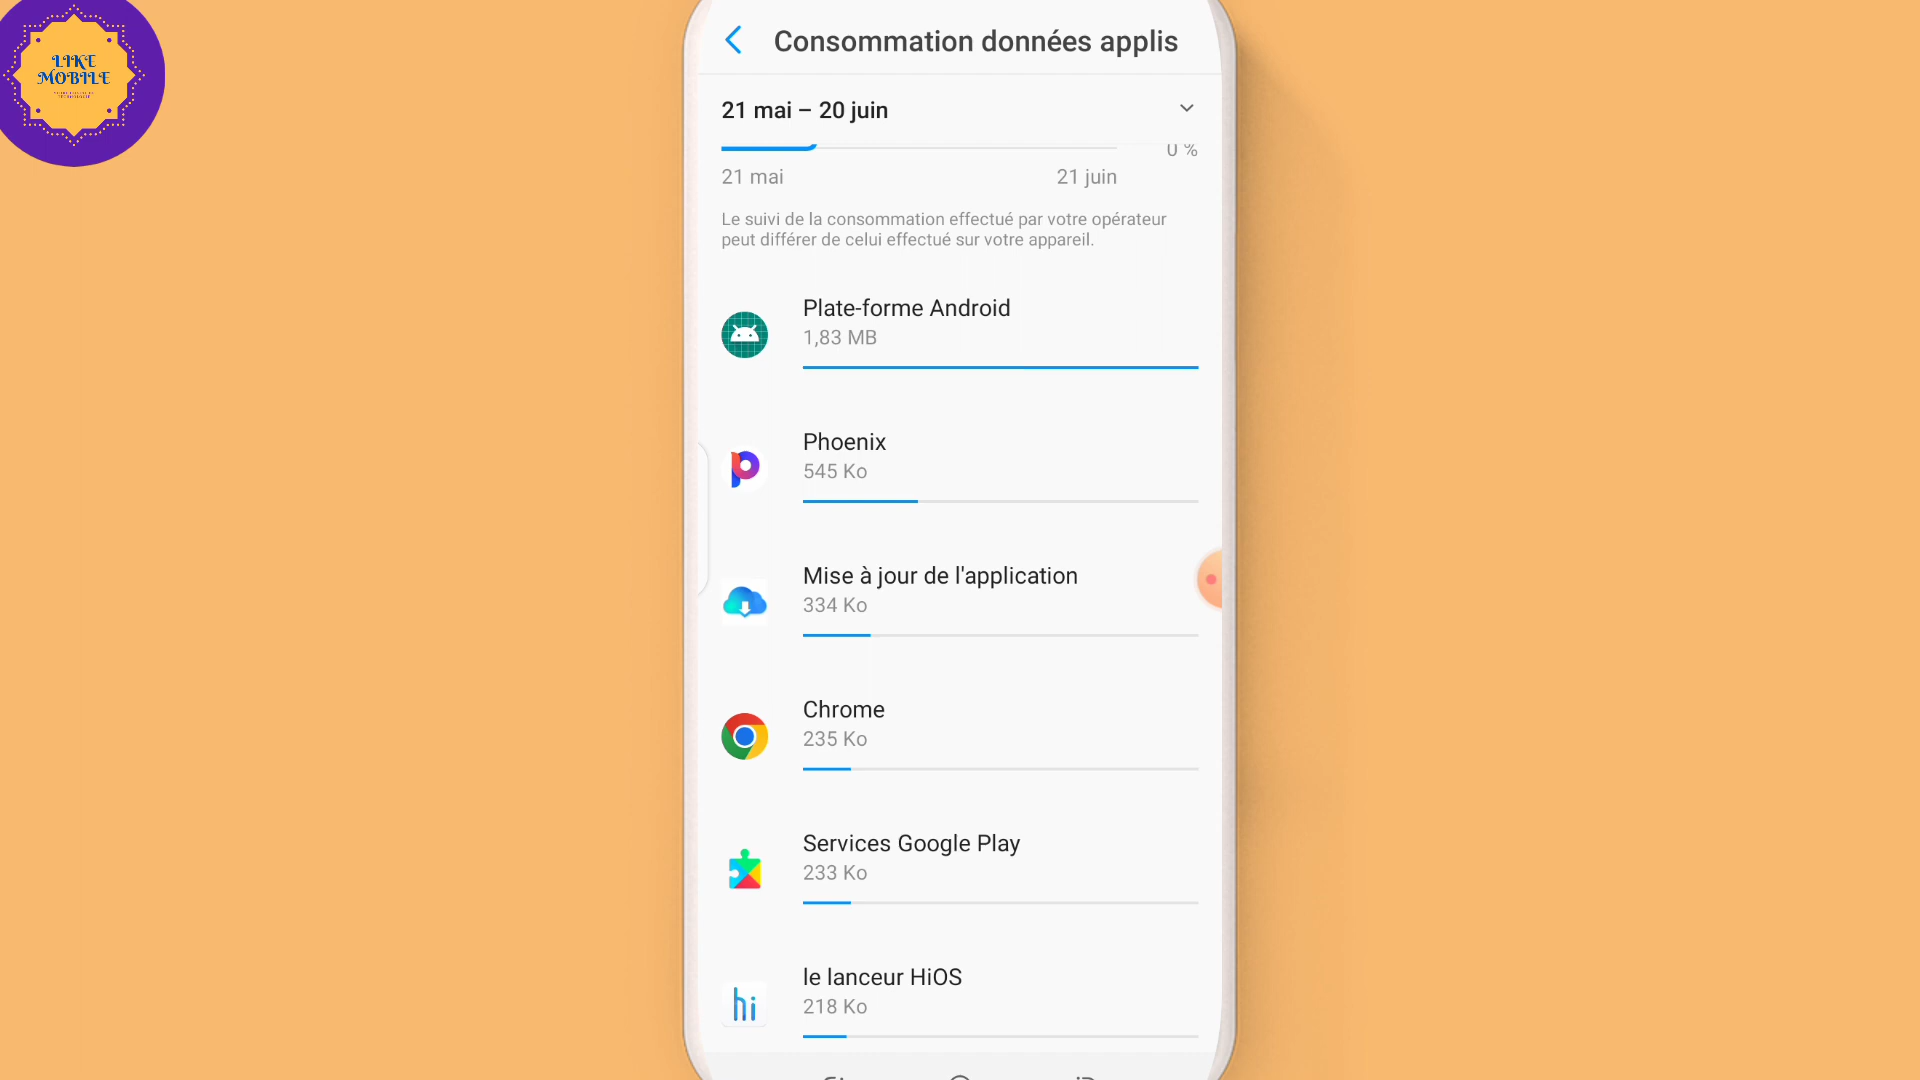 LIKE
MOBILE
Consommation données applis
21 mai – 20 juin
0 %
21 mai
21 juin
Le suivi de la consommation effectué par votre opérateur
peut différer de celui effectué sur votre appareil.
Plate-forme Android
1,83 MB
Phoenix
545 Ko
Mise à jour de l'application
334 Ko
Chrome
235 Ko
Services Google Play
233 Ko
hi
le lanceur HiOS
218 Ko